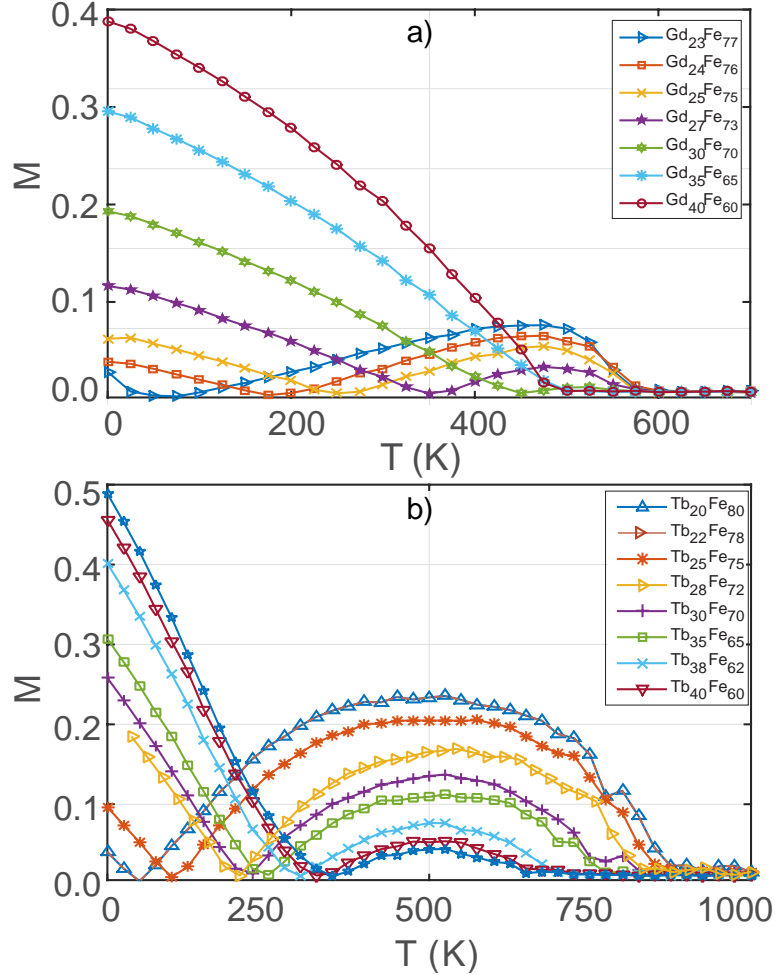 a)
0.4
0.3
0.2
0.1
0.0
M
0
200
400
600
T (K)
Gd23Fe77
Gd24Fe76
Gd25Fe75
Gd27Fe73
Gd30Fe70
Gd35Fe65
Gd40Fe60
b)
0.5
0.4
0.3
0.2
0.1
0.0
M
0
250
500
750
1000
T (K)
Tb20Fe80
Tb22Fe78
Tb25Fe75
Tb28Fe72
Tb30Fe70
Tb35Fe65
Tb38Fe62
Tb40Fe60